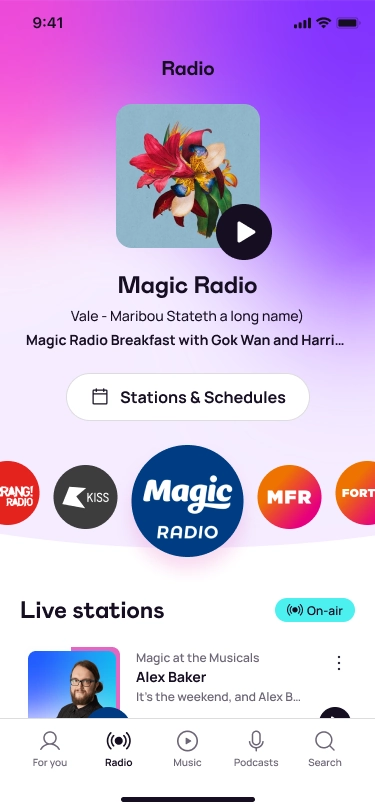 9:41
Radio
Magic Radio
Vale - Maribou Stateth a long name)
Magic Radio Breakfast with Gok Wan and Harri...
Stations & Schedules
RRANG!
RADIO
KISS
Magic
RADIO
MFR
FORT
Live stations
On-air
Magic at the Musicals
Alex Baker
It's the weekend, and Alex B...
For you
Radio
Music
Podcasts
Search